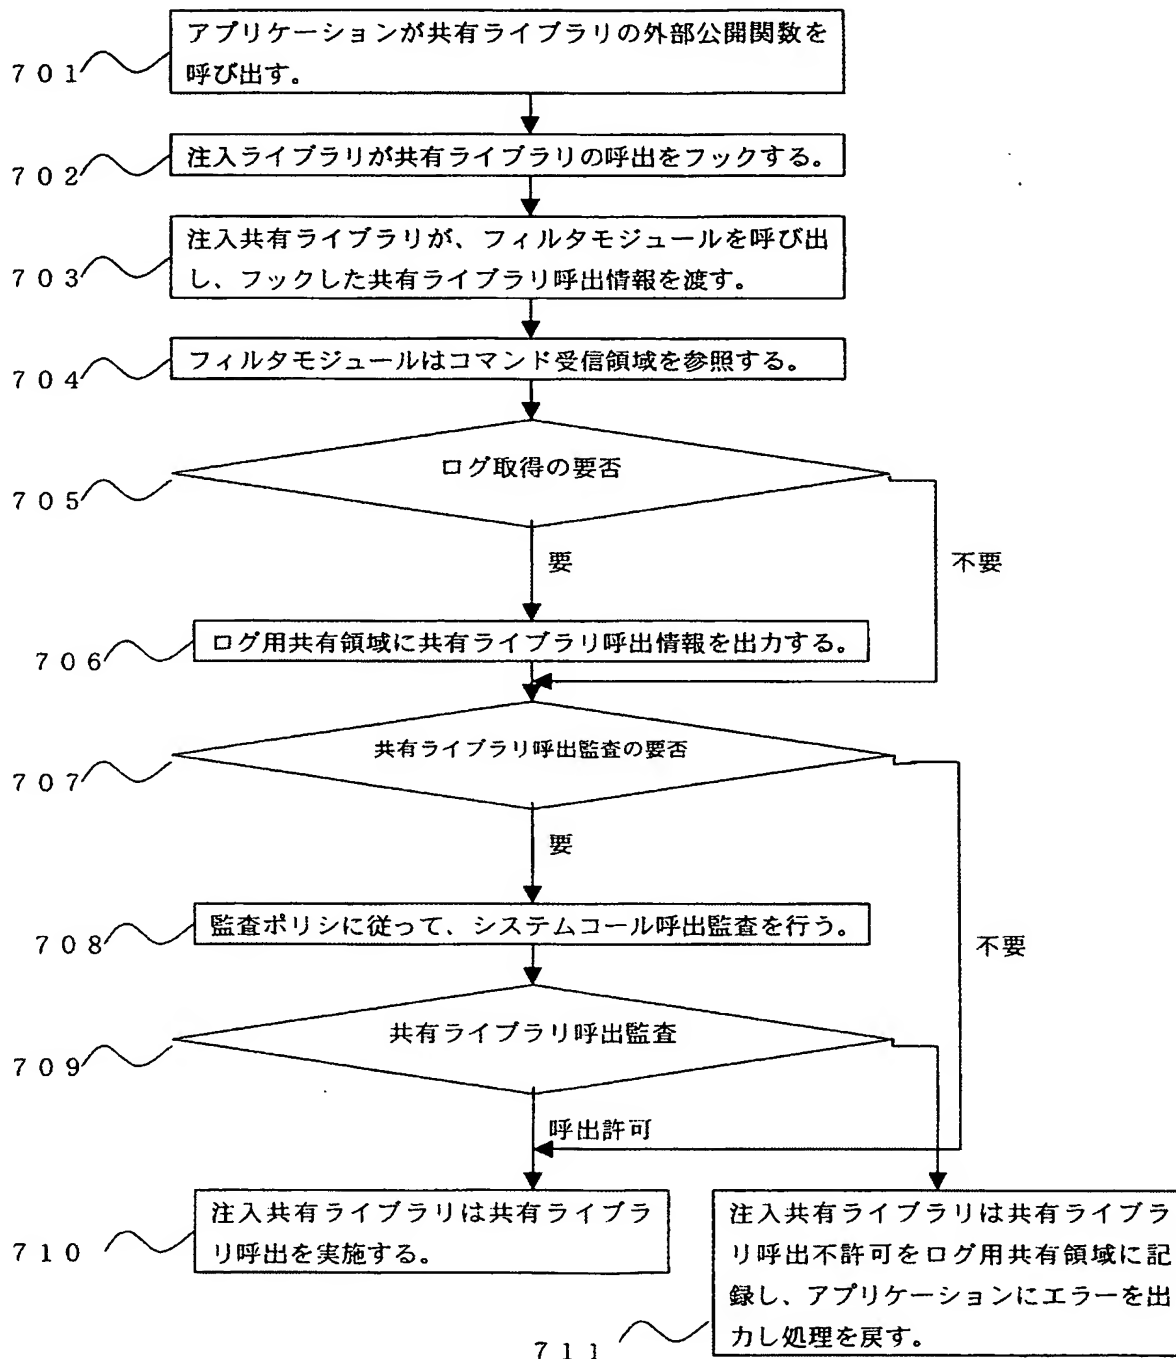 アプリケーションが共有ライブラリの外部公開関数を
呼び出す。
701
注入ライブラリが共有ライブラリの呼出をフックする。
702
注入共有ライブラリが、フィルタモジュールを呼び出
し、フックした共有ライブラリ呼出情報を渡す。
703
フィルタモジュールはコマンド受信領域を参照する。
704
ログ取得の要否
705
要
不要
ログ用共有領域に共有ライブラリ呼出情報を出力する。
706
共有ライブラリ呼出監査の要否
707
要
監査ポリシに従って、システムコール呼出監査を行う。
708
不要
共有ライブラリ呼出監査
709
呼出許可
注入共有ライブラリは共有ライブラ
リ呼出を実施する。
710
注入共有ライブラリは共有ライブラ
リ呼出不許可をログ用共有領域に記
録し、アプリケーションにエラーを出
力し処理を戻す。
711